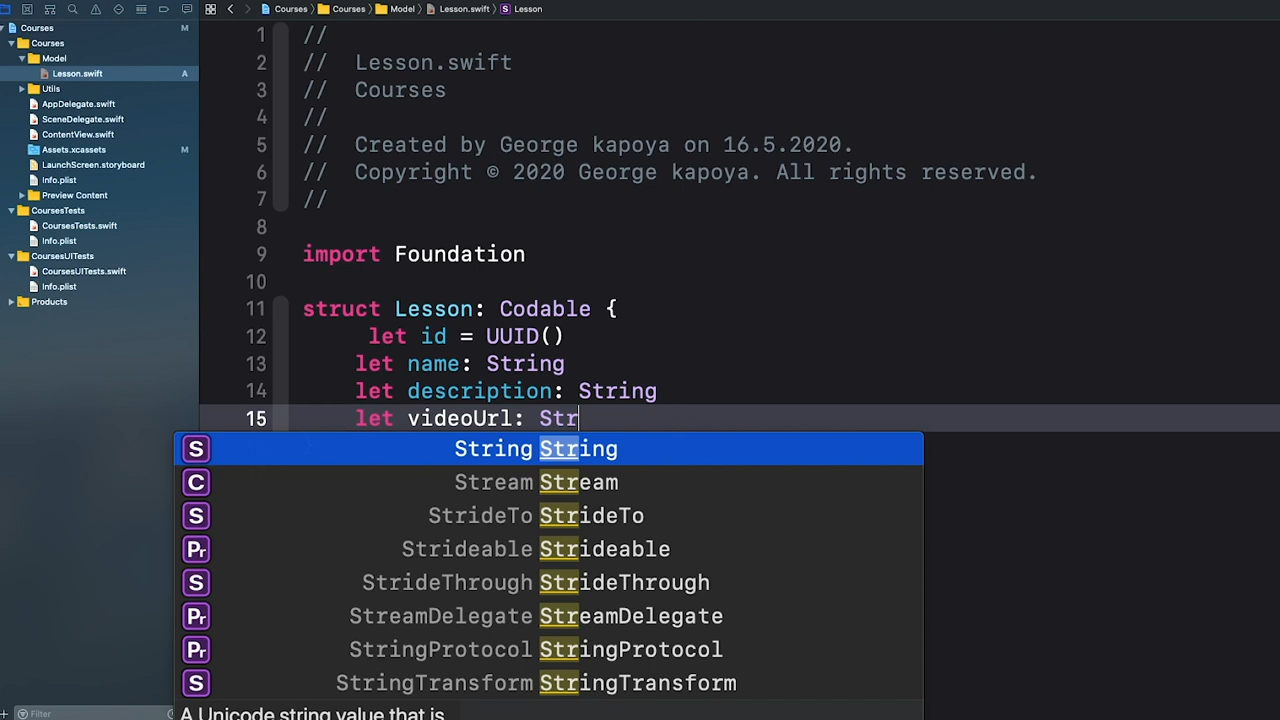 Courses > Courses > Model > Lesson.swift > S Lesson
Courses M
Courses
Model
Lesson.swift A
Utils
AppDelegate.swift
SceneDelegate.swift
ContentView.swift
Assets.xcassets M
LaunchScreen.storyboard
Info.plist
Preview Content
CoursesTests
CoursesTests.swift
Info.plist
CoursesUITests
CoursesUITests.swift
Info.plist
Products
Filter
1 //
2 // Lesson.swift
3 // Courses
4 //
5 // Created by George kapoya on 16.5.2020.
6 // Copyright © 2020 George kapoya. All rights reserved.
7 //
8
9 import Foundation
10
11 struct Lesson: Codable {
12 let id = UUID()
13 let name: String
14 let description: String
15 let videoUrl: Str
S String String
C Stream Stream
S StrideTo StrideTo
Pr Strideable Strideable
S StrideThrough StrideThrough
Pr StreamDelegate StreamDelegate
Pr StringProtocol StringProtocol
S StringTransform StringTransform
A Unicode string value that is